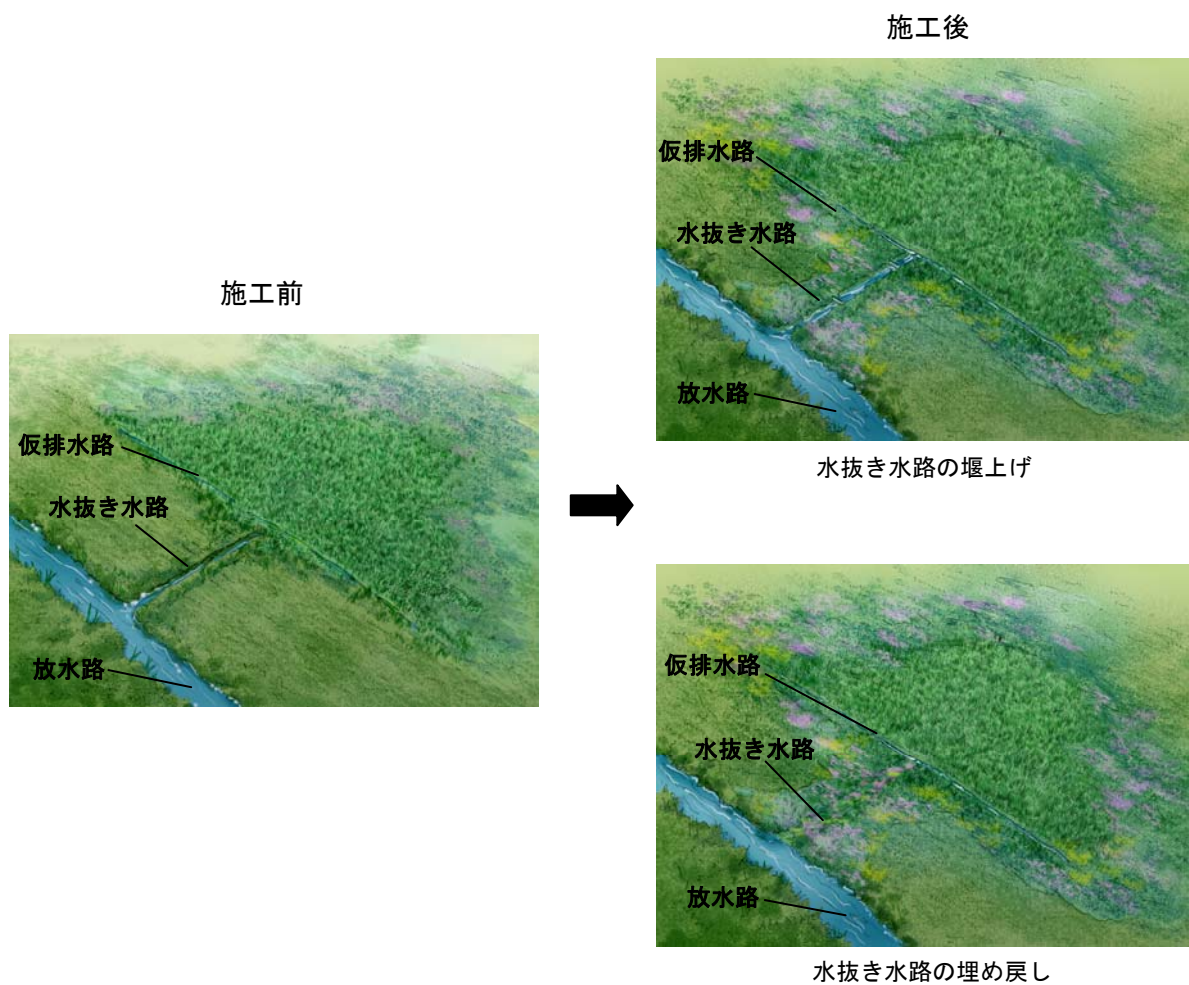 施工前
仮排水路
水抜き水路
放水路
施工後
仮排水路
水抜き水路
放水路
水抜き水路の堰上げ
仮排水路
水抜き水路
放水路
水抜き水路の埋め戻し